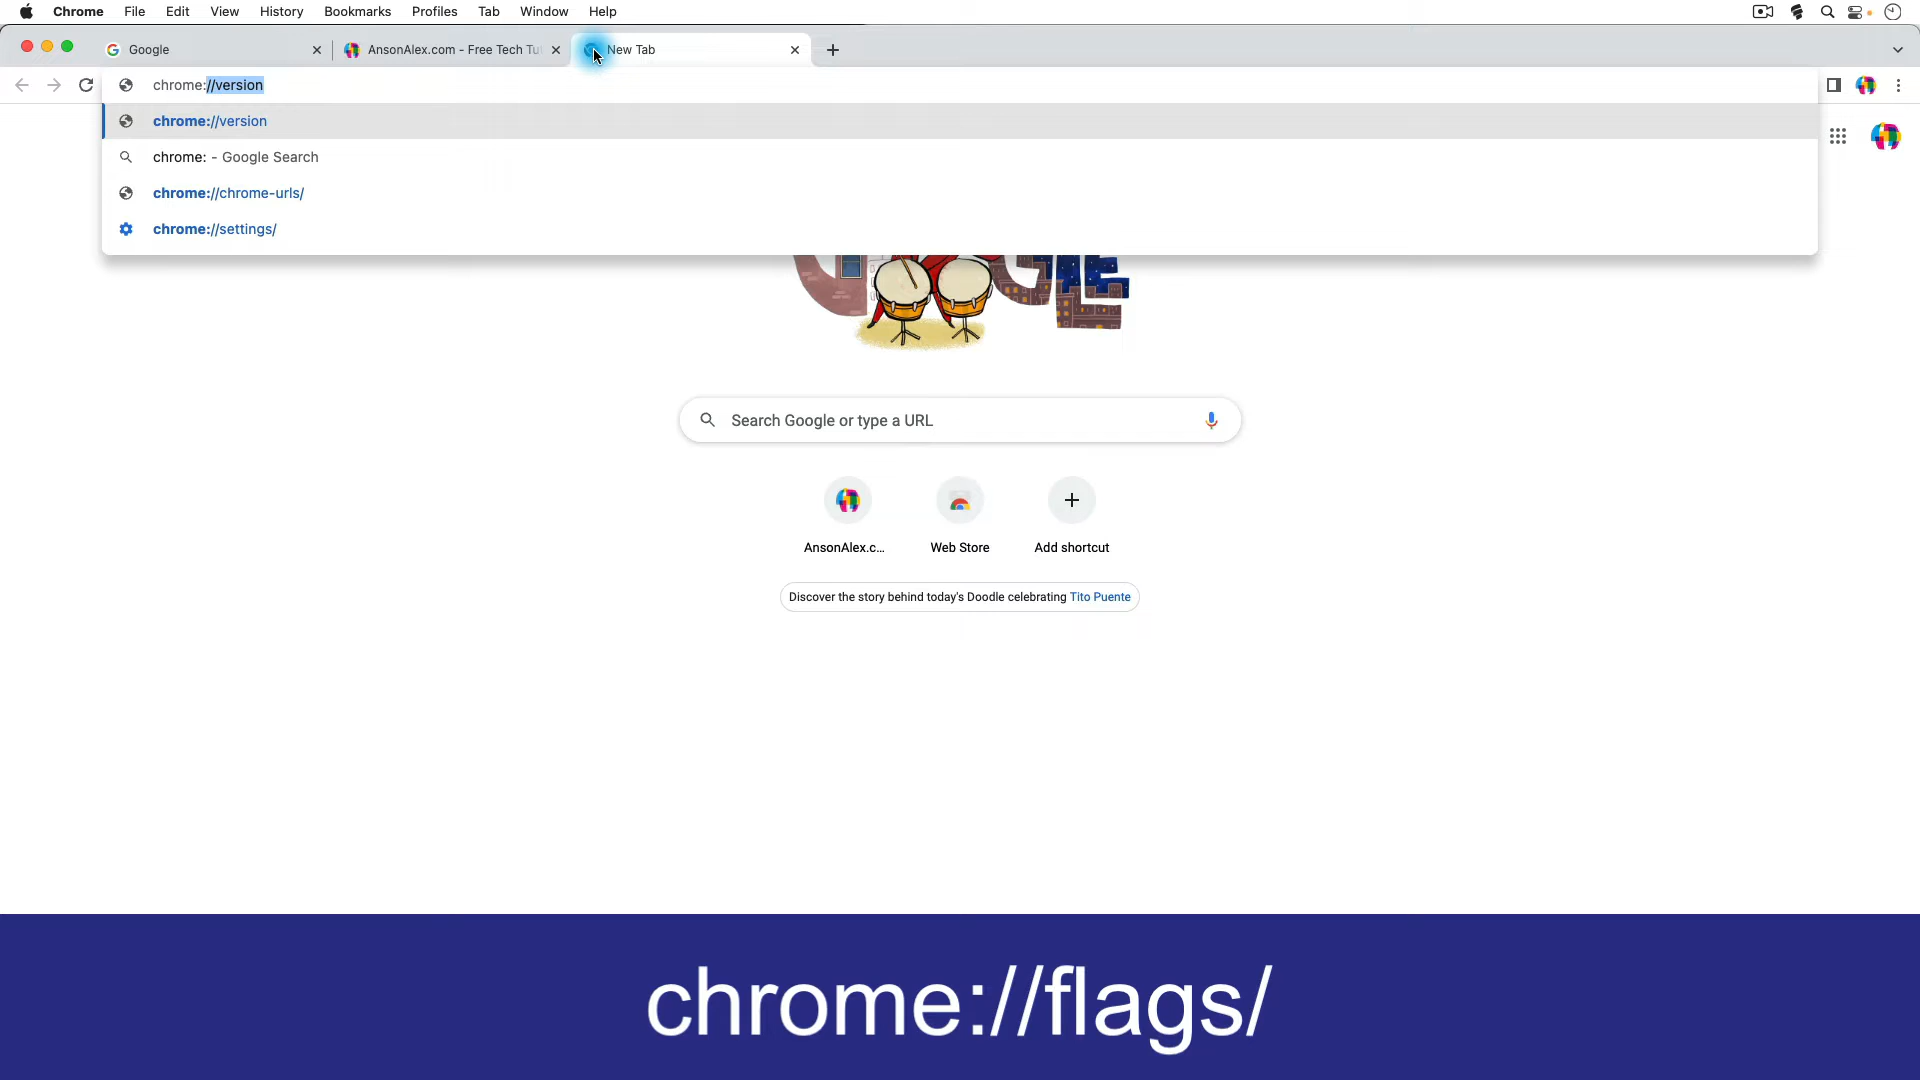 Chrome File Edit View History Bookmarks Profiles Tab Window Help
Google
AnsonAlex.com - Free Tech Tu
New Tab
chrome://version
chrome://version
chrome: - Google Search
chrome://chrome-urls/
chrome://settings/
Search Google or type a URL
AnsonAlex.c...
Web Store
Add shortcut
Discover the story behind today's Doodle celebrating Tito Puente
chrome://flags/